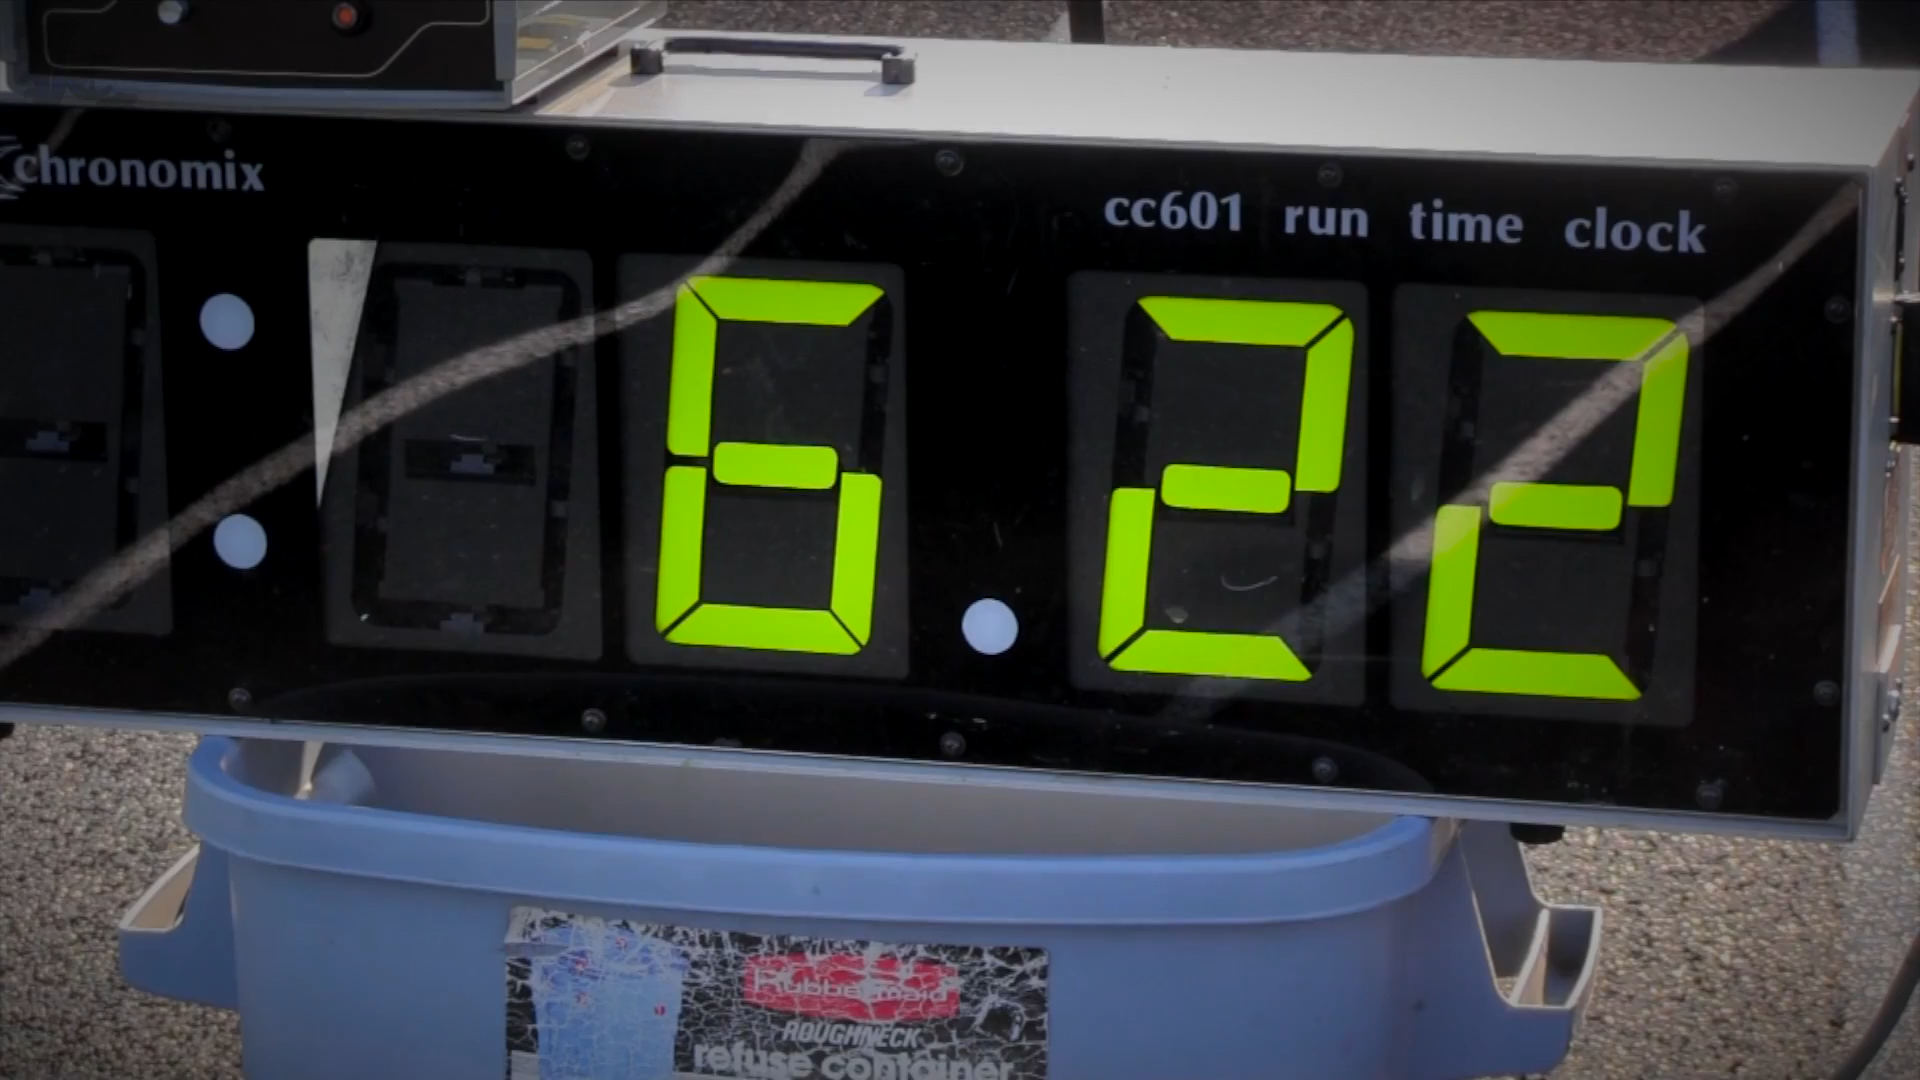 chronomix
cc601 run time clock
6.22
Rubbermaid
ROUGHNECK
refuse container